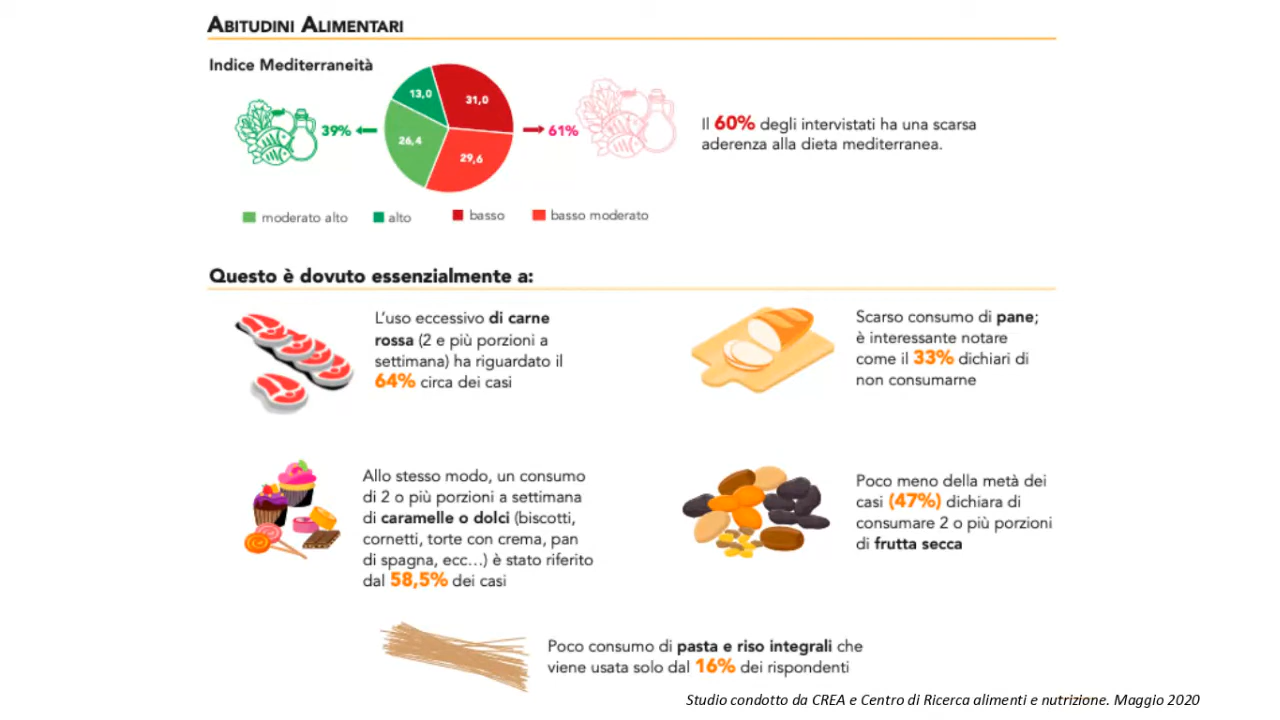 ABITUDINI ALIMENTARI
Indice Mediterraneità
13,0
31,0
39%
61%
26,4
29,6
Il 60% degli intervistati ha una scarsa
aderenza alla dieta mediterranea.
moderato alto
alto
basso
basso moderato
Questo è dovuto essenzialmente a:
L'uso eccessivo di carne
rossa (2 e più porzioni a
settimana) ha riguardato il
64% circa dei casi
Scarso consumo di pane;
è interessante notare
come il 33% dichiari di
non consumarne
Allo stesso modo, un consumo
di 2 o più porzioni a settimana
di caramelle o dolci (biscotti,
cornetti, torte con crema, pan
di spagna, ecc...) è stato riferito
dal 58,5% dei casi
Poco meno della metà dei
casi (47%) dichiara di
consumare 2 o più porzioni
di frutta secca
Poco consumo di pasta e riso integrali che
viene usata solo dal 16% dei rispondenti
Studio condotto da CREA e Centro di Ricerca alimenti e nutrizione. Maggio 2020